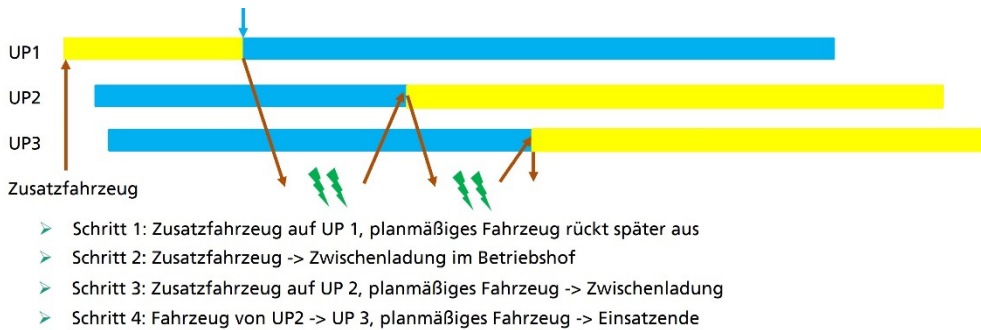 UP1
UP2
UP3
Zusatzfahrzeug
➢ Schritt 1: Zusatzfahrzeug auf UP 1, planmäßiges Fahrzeug rückt später aus
➢ Schritt 2: Zusatzfahrzeug -> Zwischenladung im Betriebshof
➢ Schritt 3: Zusatzfahrzeug auf UP 2, planmäßiges Fahrzeug -> Zwischenladung
➢ Schritt 4: Fahrzeug von UP2 -> UP 3, planmäßiges Fahrzeug -> Einsatzende